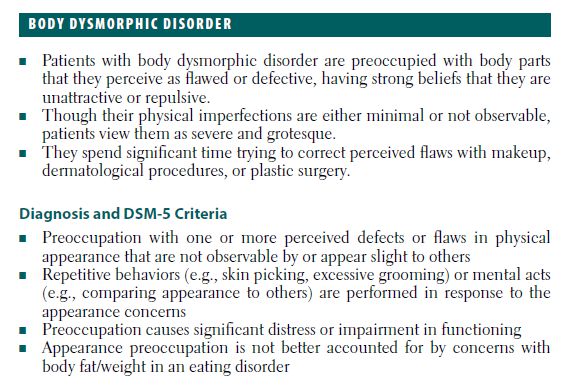 BODY DYSMORPHIC DISORDER
■ Patients with body dysmorphic disorder are preoccupied with body parts
that they perceive as flawed or defective, having strong beliefs that they are
unattractive or repulsive.
■ Though their physical imperfections are either minimal or not observable,
patients view them as severe and grotesque.
■ They spend significant time trying to correct perceived flaws with makeup,
dermatological procedures, or plastic surgery.
Diagnosis and DSM-5 Criteria
■ Preoccupation with one or more perceived defects or flaws in physical
appearance that are not observable by or appear slight to others
■ Repetitive behaviors (e.g., skin picking, excessive grooming) or mental acts
(e.g., comparing appearance to others) are performed in response to the
appearance concerns
■ Preoccupation causes significant distress or impairment in functioning
■ Appearance preoccupation is not better accounted for by concerns with
body fat/weight in an eating disorder